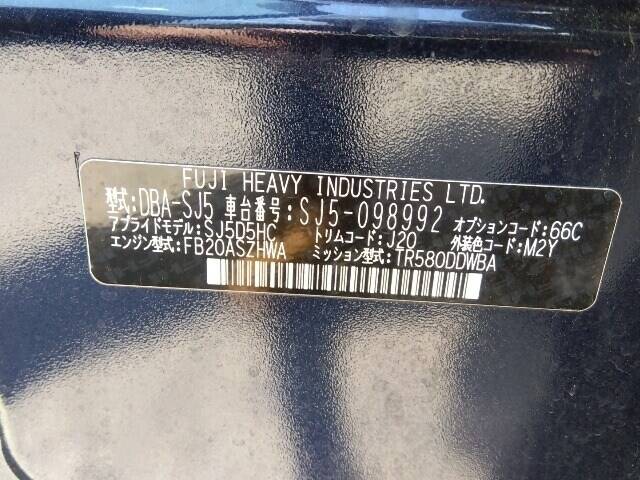 FUJI HEAVY INDUSTRIES LTD.
型式:DBA-SJ5 車台番号:SJ5-098992 オプションコード:66C
アプライドモデル:SJ5D5HC トリムコード:J20 外装色コード:M2Y
エンジン型式:FB20ASZHWA ミッション型式:TR580DDWBA